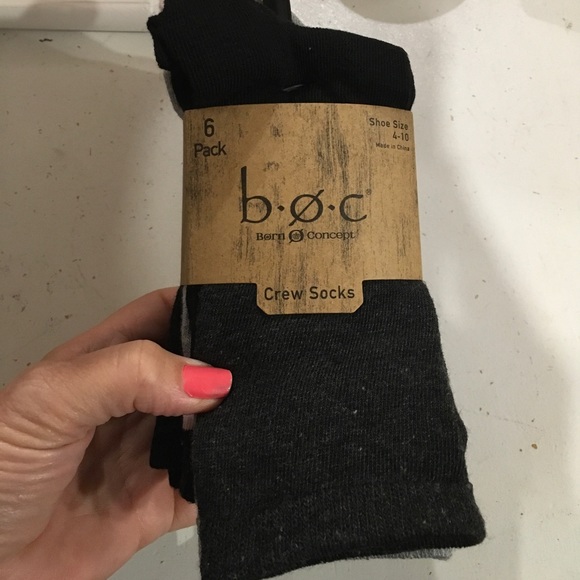 6
Pack
Shoe Size
4-10
Made in China
b·ø·c®
Born Ø Concept
Crew Socks